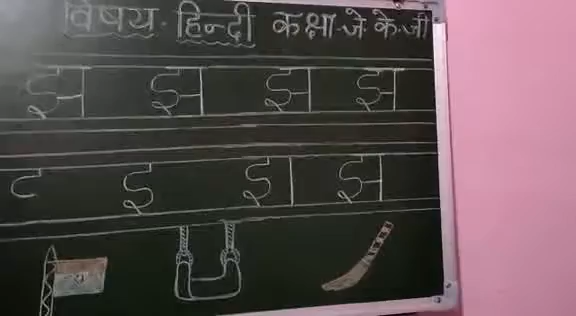 विषय. हिन्दी कक्षा-जे. के.जी
झ झ झ झ
झ